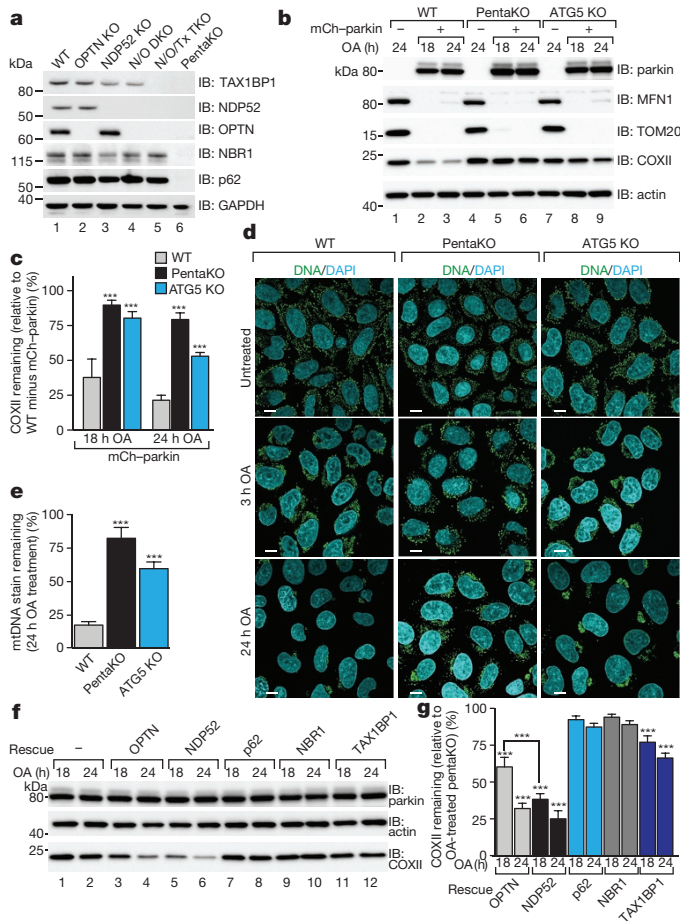 a
WT
OPTN KO
NDP52 KO
N/O DKO
N/O/Tx TKO
PentaKO
kDa
80
50
60
115
50
40
IB: TAX1BP1
IB: NDP52
IB: OPTN
IB: NBR1
IB: p62
IB: GAPDH
1 2 3 4 5 6
b
WT PentaKO ATG5 KO
mCh–parkin – + – + – +
OA (h) 24 18 24 24 18 24 24 18 24
kDa 80
80
15
25
40
IB: parkin
IB: MFN1
IB: TOM20
IB: COXII
IB: actin
1 2 3 4 5 6 7 8 9
c
WT
PentaKO
ATG5 KO
COXII remaining (relative to
WT minus mCh–parkin) (%)
100
75
50
25
0
*** ***
*** ***
18 h OA 24 h OA
mCh–parkin
d
WT PentaKO ATG5 KO
DNA/DAPI DNA/DAPI DNA/DAPI
Untreated
3 h OA
24 h OA
e
mtDNA stain remaining
(24 h OA treatment) (%)
100
75
50
25
0
***
***
WT
PentaKO
ATG5 KO
f
Rescue – OPTN NDP52 p62 NBR1 TAX1BP1
OA (h) 18 24 18 24 18 24 18 24 18 24 18 24
kDa
80
40
25
IB:
parkin
IB:
actin
IB:
COXII
1 2 3 4 5 6 7 8 9 10 11 12
g
COXII remaining (relative to
OA-treated pentaKO) (%)
100
75
50
25
0
***
*** *** *** *** *** ***
OA (h) 18 24 18 24 18 24 18 24 18 24
Rescue
OPTN
NDP52
p62
NBR1
TAX1BP1